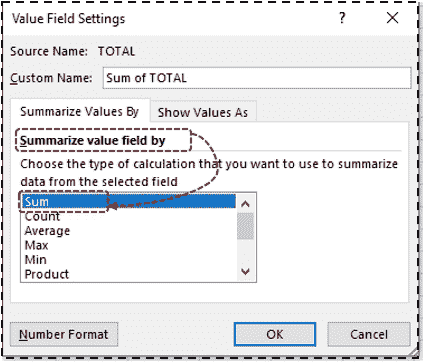 Value Field Settings ? ×
Source Name: TOTAL
Custom Name: Sum of TOTAL
Summarize Values By Show Values As
Summarize value field by
Choose the type of calculation that you want to use to summarize
data from the selected field
Sum
Count
Average
Max
Min
Product
Number Format OK Cancel